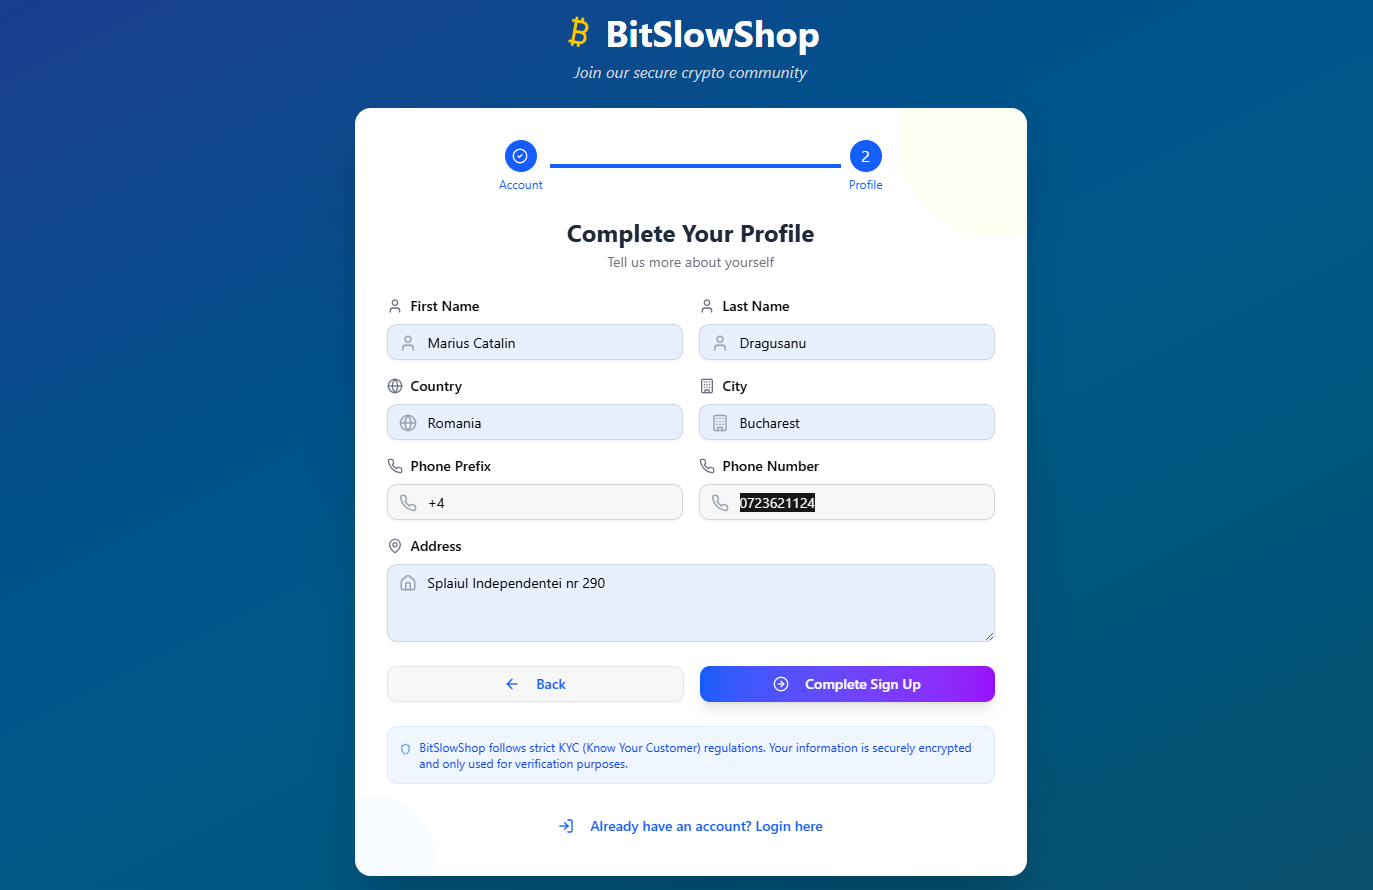 BitSlowShop
Join our secure crypto community
2
Account
Profile
Complete Your Profile
Tell us more about yourself
First Name
Last Name
Marius Catalin
Dragusanu
Country
City
Romania
Bucharest
Phone Prefix
Phone Number
+4
0723621124
Address
Splaiul Independentei nr 290
Back
Complete Sign Up
BitSlowShop follows strict KYC (Know Your Customer) regulations. Your information is securely encrypted
and only used for verification purposes.
Already have an account? Login here